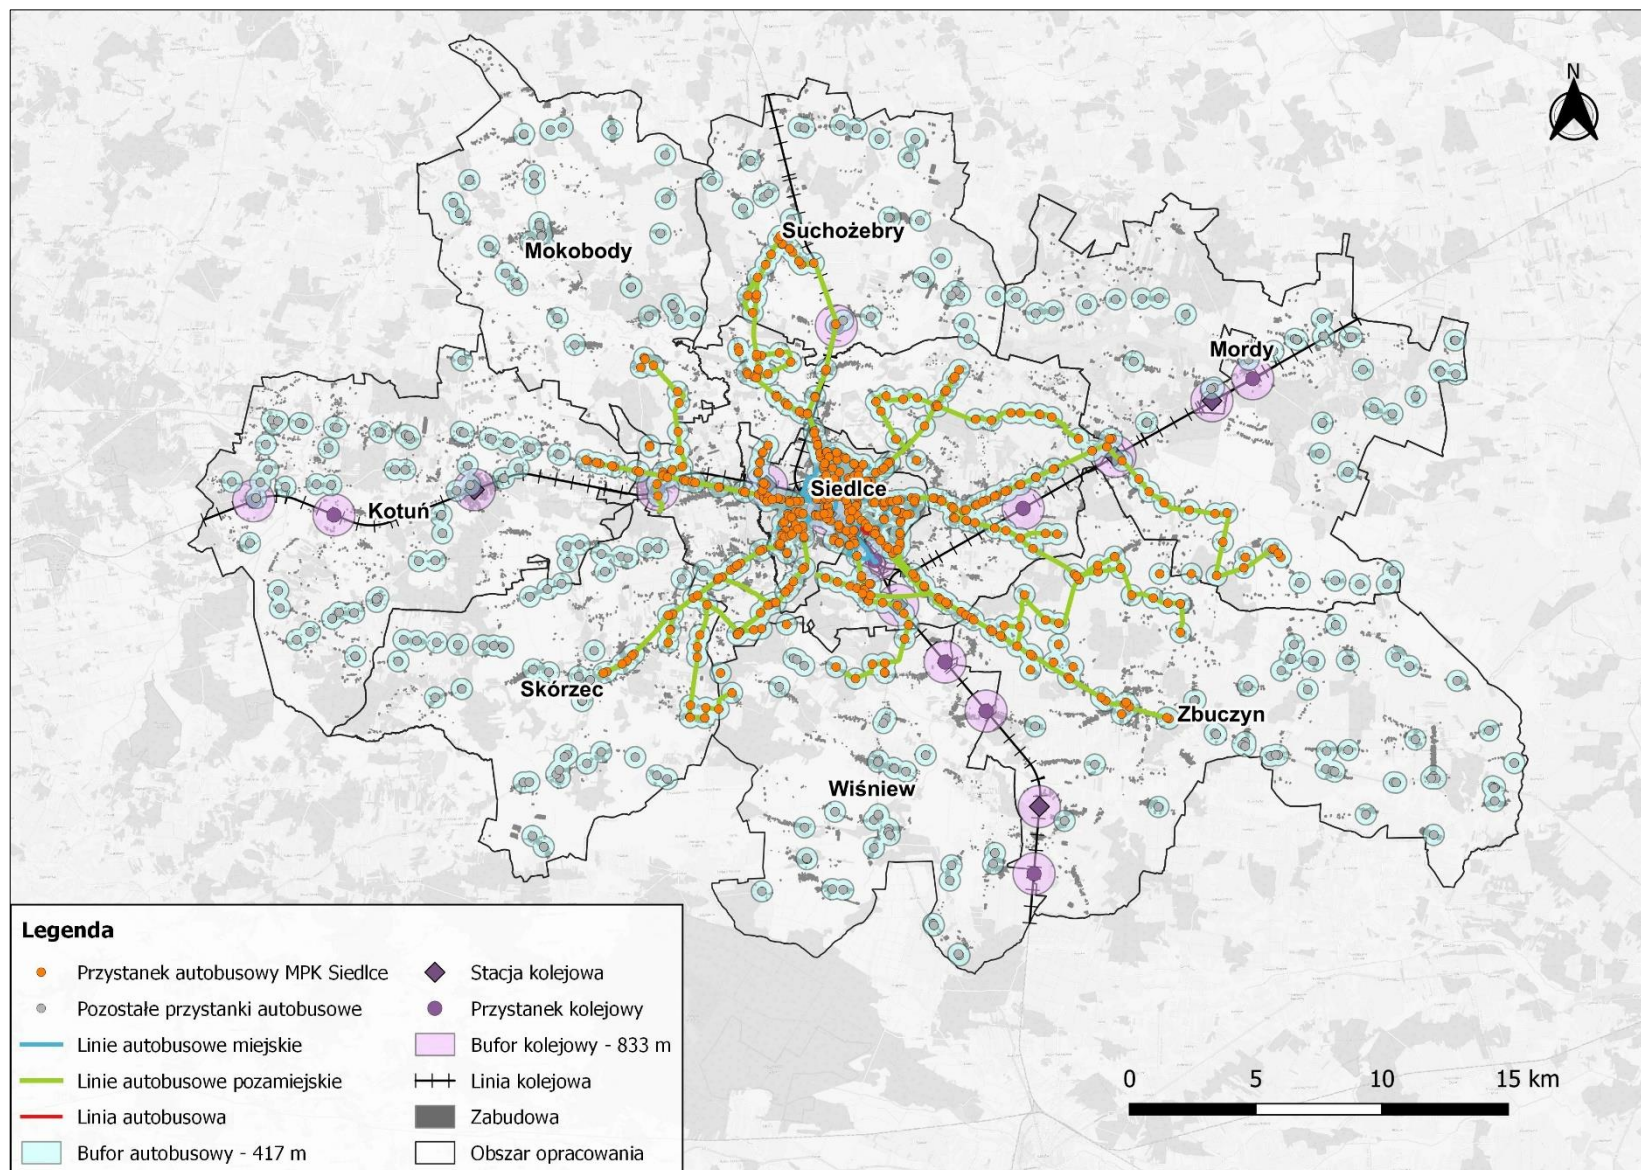 N
Suchożebry
Mokobody
Mordy
Siedlce
Kotuń
Skórzec
Zbuczyn
Wiśniew
Legenda
Przystanek autobusowy MPK Siedlce
Pozostałe przystanki autobusowe
Linie autobusowe miejskie
Linie autobusowe pozamiejskie
Linia autobusowa
Bufor autobusowy - 417 m
Stacja kolejowa
Przystanek kolejowy
Bufor kolejowy - 833 m
Linia kolejowa
Zabudowa
Obszar opracowania
0 5 10 15 km